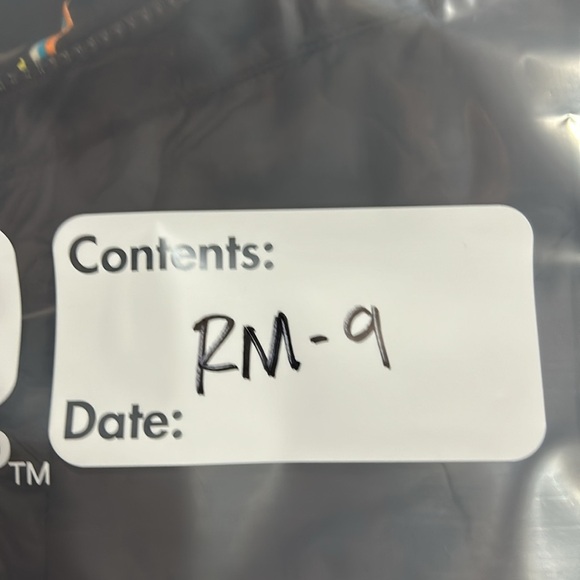 Contents:
RM-9
Date:
TM